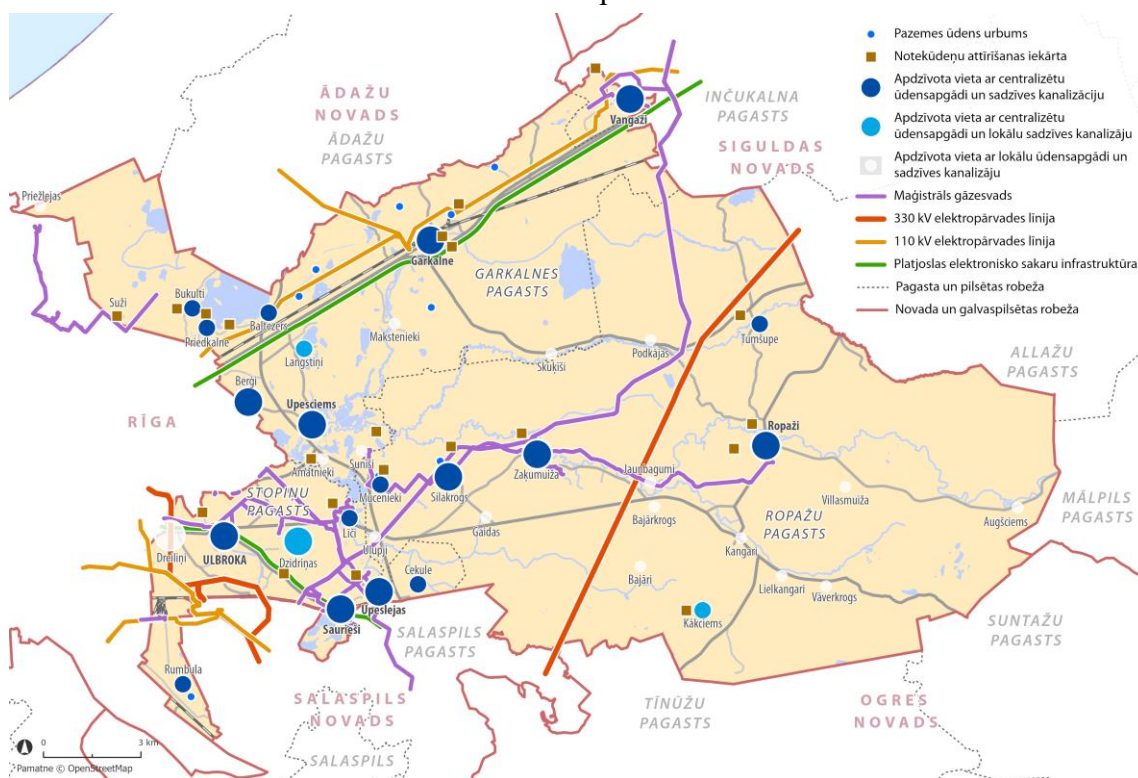 Pazemes ūdens urbums
Notekūdeņu attīrīšanas iekārta
Apdzīvota vieta ar centralizētu
ūdensapgādi un sadzīves kanalizāciju
Apdzīvota vieta ar centralizētu
ūdensapgādi un lokālu sadzīves kanalizāju
Apdzīvota vieta ar lokālu ūdensapgādi un
sadzīves kanalizāju
Maģistrāls gāzesvads
330 kV elektropārvades līnija
110 kV elektropārvades līnija
Platjoslas elektronisko sakaru infrastruktūra
Pagasta un pilsētas robeža
Novada un galvaspilsētas robeža
ĀDAŽU
NOVADS
ĀDAŽU
PAGASTS
INČUKALNA
PAGASTS
SIGULDAS
NOVADS
Vangaži
Priežlejas
Garkalne
GARKALNES
PAGASTS
Suži
Bukulti
Priedkalne
Baltezers
Langstiņi
Makstenieki
Skuķīši
Podkājas
Tumšupe
ALLAŽU
PAGASTS
Berģi
Upesciems
RĪGA
Sunīši
Amatnieki
Mucenieki
Silakrogs
Zaķumuiža
Ropaži
Jaunbagumi
Villasmuiža
Augšciems
MĀLPILS
PAGASTS
STOPIŅU
PAGASTS
Līči
Ulupji
Gaidas
Bajārkrogs
ROPAŽU
PAGASTS
Kangari
Dreiliņi
ULBROKA
Dzidriņas
Cekule
Bajāri
Lielkangari
Vāverkrogs
Upeslejas
Saurieši
Kākciems
SUNTAŽU
PAGASTS
SALASPILS
PAGASTS
Rumbula
SALASPILS
NOVADS
TĪNŪŽU
PAGASTS
OGRES
NOVADS
SALASPILS
0
3 km
Pamatne © OpenStreetMap